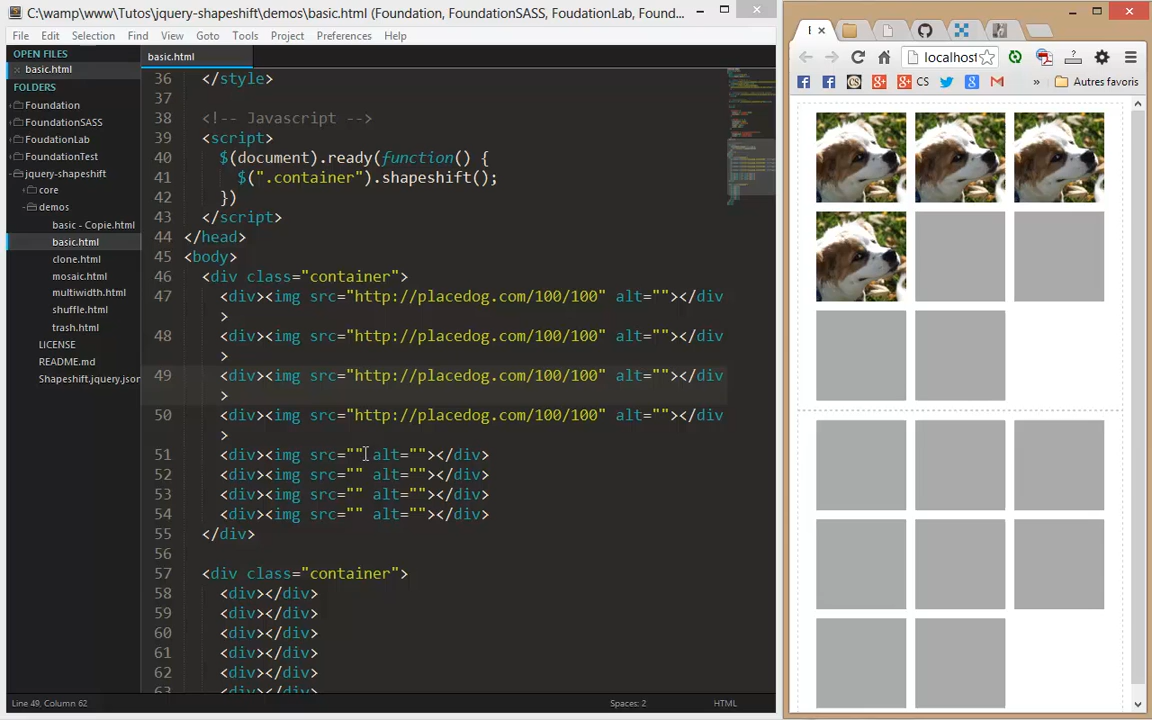 C:\wamp\www\Tutos\jquery-shapeshift\demos\basic.html (Foundation, FoundationSASS, FoudationLab, Found...
File Edit Selection Find View Goto Tools Project Preferences Help
OPEN FILES
basic.html
FOLDERS
Foundation
FoundationSASS
FoudationLab
FoundationTest
jquery-shapeshift
core
demos
basic - Copie.html
basic.html
clone.html
mosaic.html
multiwidth.html
shuffle.html
trash.html
LICENSE
README.md
Shapeshift.jquery.json
basic.html
36 </style>
37
38 <!-- Javascript -->
39 <script>
40 $(document).ready(function() {
41 $(".container").shapeshift();
42 })
43 </script>
44 </head>
45 <body>
46 <div class="container">
47 <div><img src="http://placedog.com/100/100" alt=""></div
>
48 <div><img src="http://placedog.com/100/100" alt=""></div
>
49 <div><img src="http://placedog.com/100/100" alt=""></div
>
50 <div><img src="http://placedog.com/100/100" alt=""></div
>
51 <div><img src="" alt=""></div>
52 <div><img src="" alt=""></div>
53 <div><img src="" alt=""></div>
54 <div><img src="" alt=""></div>
55 </div>
56
57 <div class="container">
58 <div></div>
59 <div></div>
60 <div></div>
61 <div></div>
62 <div></div>
63 <div></div>
Line 49, Column 62
Spaces: 2
HTML
localhost
CS
» Autres favoris